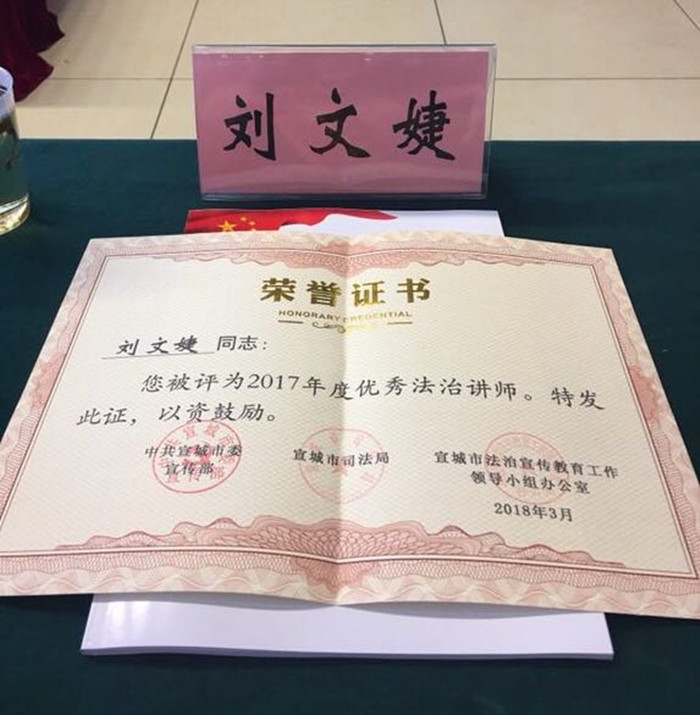 刘文婕
荣誉证书
HONORARY CREDENTIAL
刘文婕 同志：
您被评为2017年度优秀法治讲师。特发
此证，以资鼓励。
中共宣城市委
宣传部
宣城市司法局
宣城市法治宣传教育工作
领导小组办公室
2018年3月